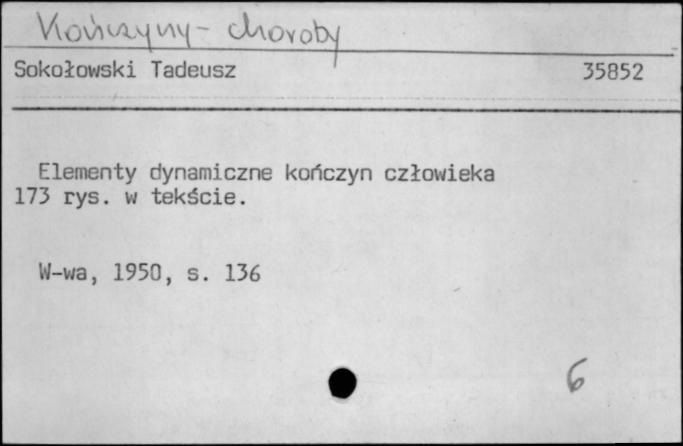 Kończyny - choroby
Sokołowski Tadeusz 35852
Elementy dynamiczne kończyn człowieka
173 rys. w tekście.
W-wa, 1950, s. 136
6